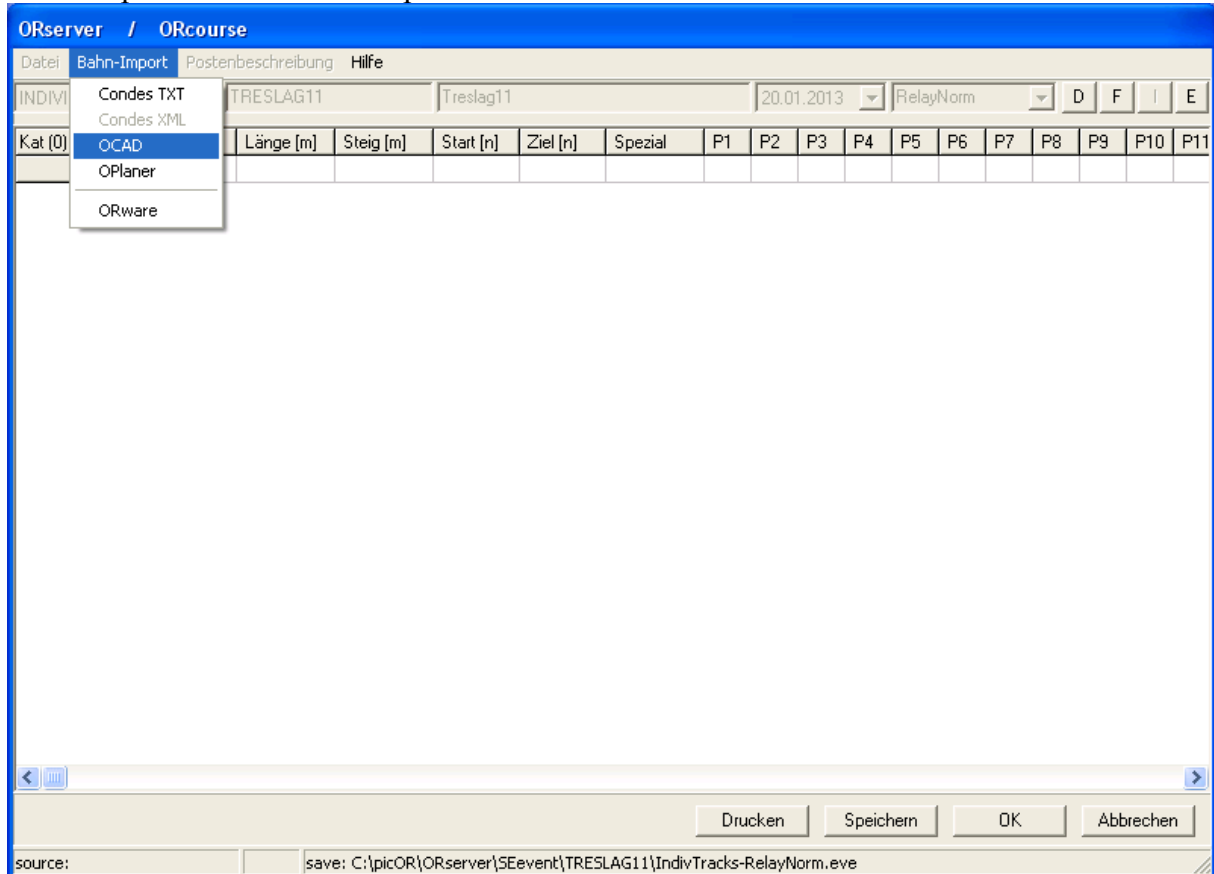 ORserver / ORcourse
Datei Bahn-Import Postenbeschreibung Hilfe
INDIVI TRESLAG11 Treslag11 20.01.2013 RelayNorm D F I E
Condes TXT
Condes XML
OCAD
OPlaner
ORware
Kat (0) Länge [m] Steig [m] Start [n] Ziel [n] Spezial P1 P2 P3 P4 P5 P6 P7 P8 P9 P10 P11
Drucken Speichern OK Abbrechen
source: save: C:\picOR\ORserver\SEevent\TRESLAG11\IndivTracks-RelayNorm.eve